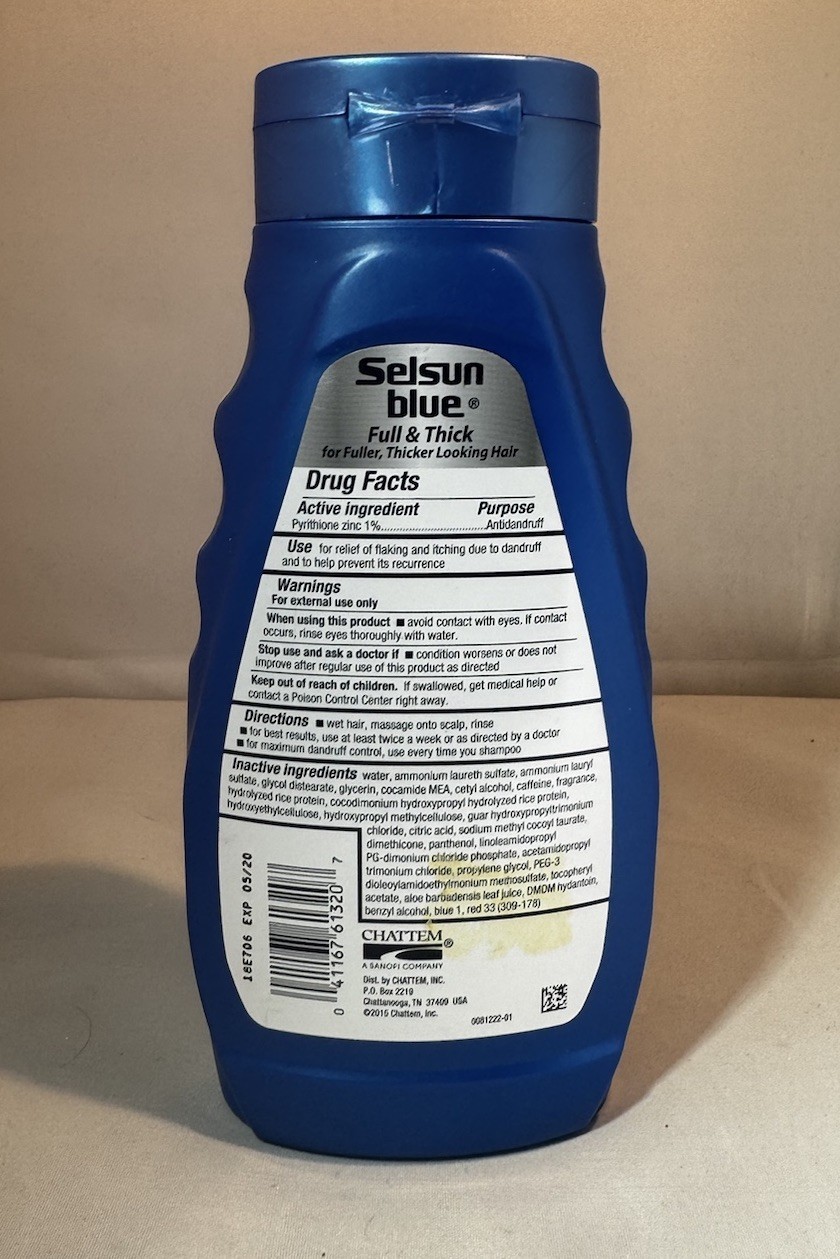 Selsun
blue®
Full & Thick
for Fuller, Thicker Looking Hair
Drug Facts
Active ingredient Purpose
Pyrithione zinc 1%................................Antidandruff
Use for relief of flaking and itching due to dandruff
and to help prevent its recurrence
Warnings
For external use only
When using this product ■ avoid contact with eyes. If contact
occurs, rinse eyes thoroughly with water.
Stop use and ask a doctor if ■ condition worsens or does not
improve after regular use of this product as directed
Keep out of reach of children. If swallowed, get medical help or
contact a Poison Control Center right away.
Directions ■ wet hair, massage onto scalp, rinse
■ for best results, use at least twice a week or as directed by a doctor
■ for maximum dandruff control, use every time you shampoo
Inactive ingredients water, ammonium laureth sulfate, ammonium lauryl
sulfate, glycol distearate, glycerin, cocamide MEA, cetyl alcohol, caffeine, fragrance,
hydrolyzed rice protein, cocodimonium hydroxypropyl hydrolyzed rice protein,
hydroxyethylcellulose, hydroxypropyl methylcellulose, guar hydroxypropyltrimonium
chloride, citric acid, sodium methyl cocoyl taurate,
dimethicone, panthenol, linoleamidopropyl
PG-dimonium chloride phosphate, acetamidopropyl
trimonium chloride, propylene glycol, PEG-3
dioleoylamidoethylmonium methosulfate, tocopheryl
acetate, aloe barbadensis leaf juice, DMDM hydantoin,
benzyl alcohol, blue 1, red 33 (309-178)
18E706 EXP 05/20
0 41167 61320 7
CHATTEM®
A SANOFI COMPANY
Dist. by CHATTEM, INC.
P.O. Box 2219
Chattanooga, TN 37409 USA
©2015 Chattem, Inc.
0081222-01